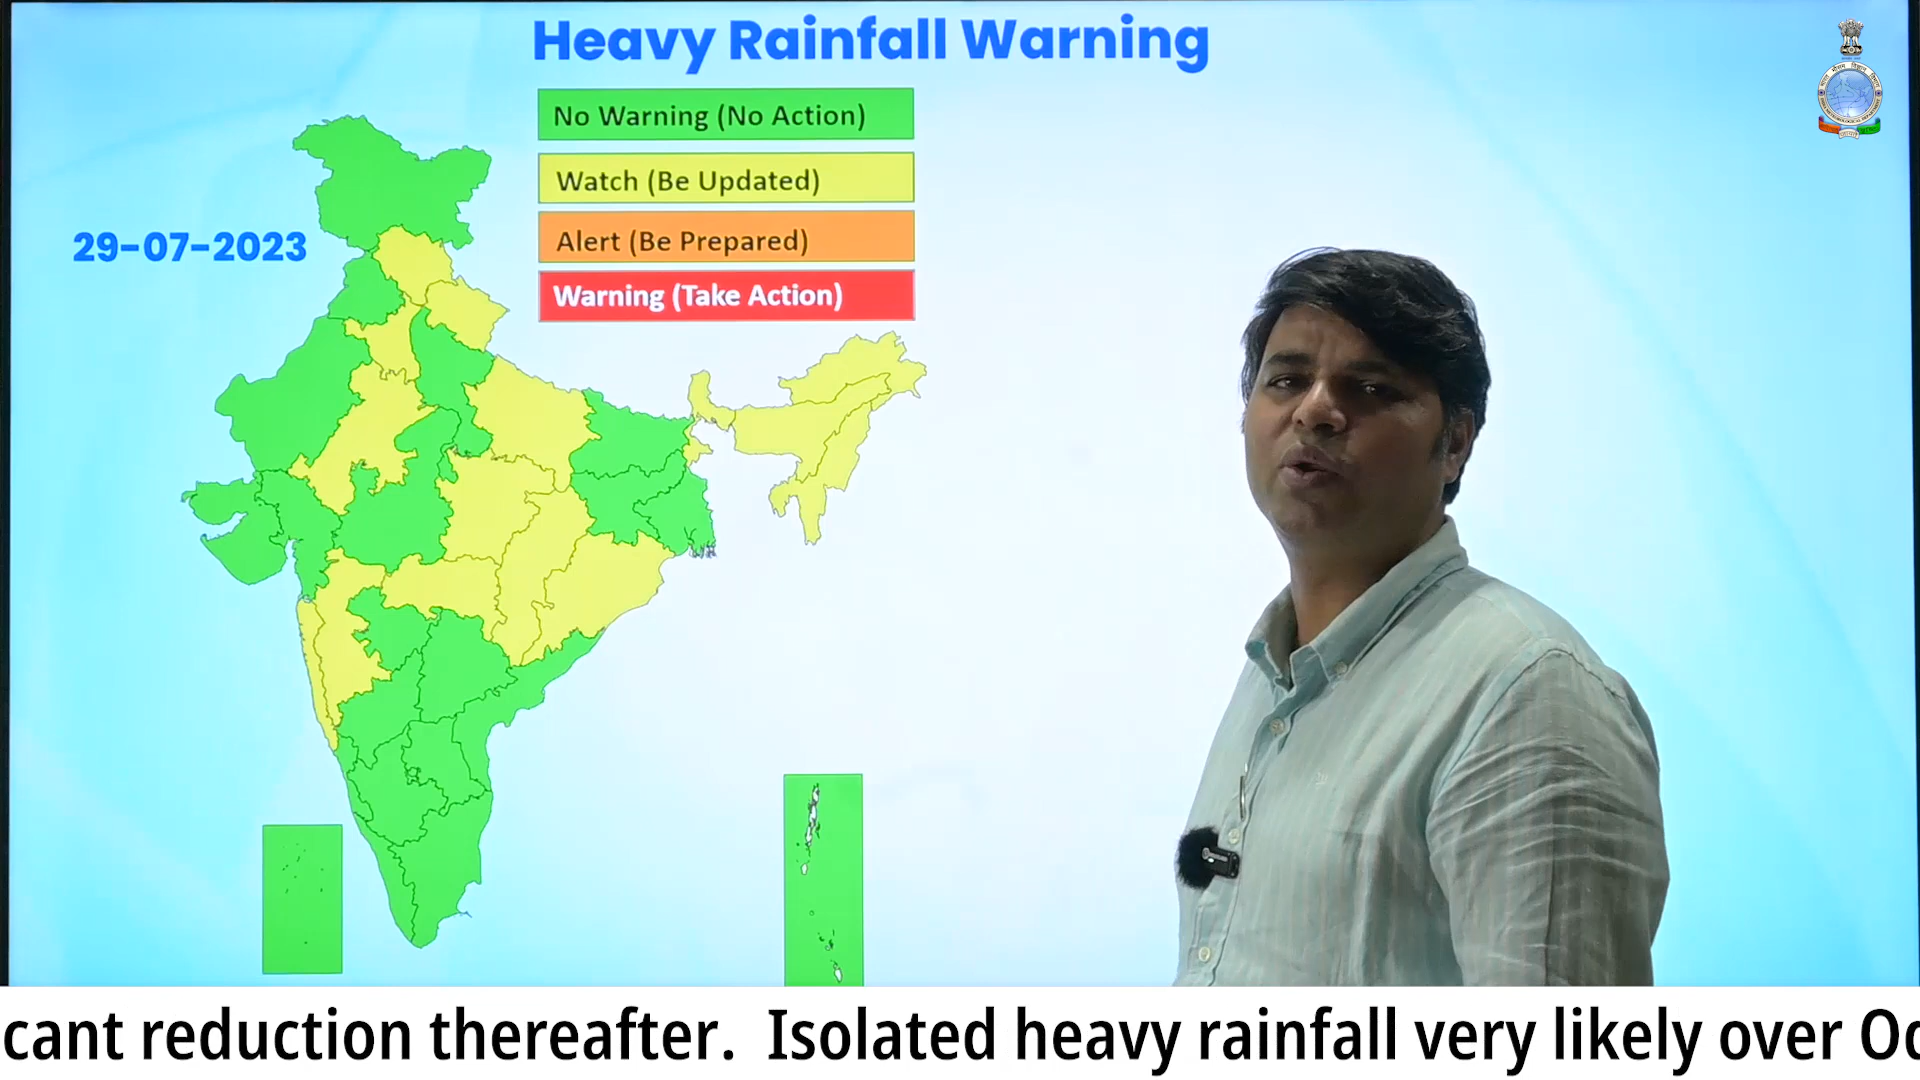 Heavy Rainfall Warning
No Warning (No Action)
Watch (Be Updated)
29-07-2023
Alert (Be Prepared)
Warning (Take Action)
cant reduction thereafter. Isolated heavy rainfall very likely over Od